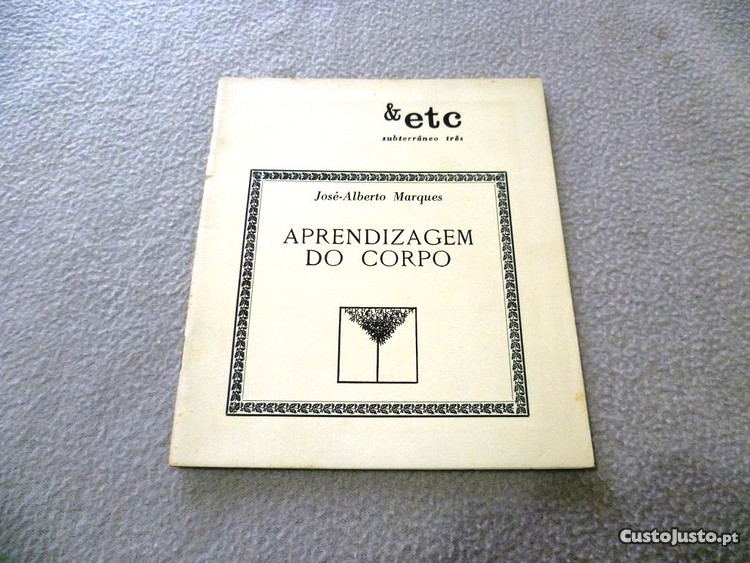 & etc
subterrâneo três
José-Alberto Marques
APRENDIZAGEM
DO CORPO
CustoJusto.pt